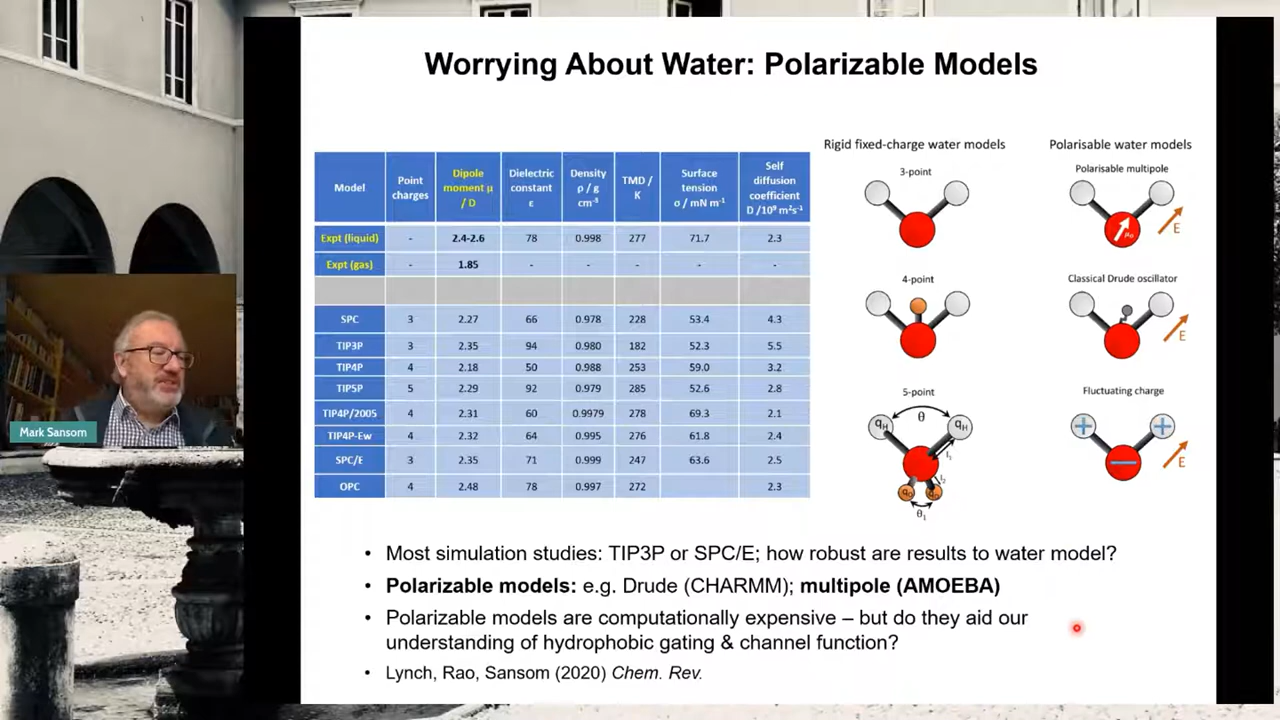 Worrying About Water: Polarizable Models
Model Point charges Dipole moment μ / D Dielectric constant ε Density ρ / g cm⁻³ TMD / K Surface tension σ / mN m⁻¹ Self diffusion coefficient D /10⁹ m²s⁻¹
Expt (liquid) - 2.4-2.6 78 0.998 277 71.7 2.3
Expt (gas) - 1.85 - - - - -
SPC 3 2.27 66 0.978 228 53.4 4.3
TIP3P 3 2.35 94 0.980 182 52.3 5.5
TIP4P 4 2.18 50 0.988 253 59.0 3.2
TIP5P 5 2.29 92 0.979 285 52.6 2.8
TIP4P/2005 4 2.31 60 0.9979 278 69.3 2.1
TIP4P-Ew 4 2.32 64 0.995 276 61.8 2.4
SPC/E 3 2.35 71 0.999 247 63.6 2.5
OPC 4 2.48 78 0.997 272 2.3
Rigid fixed-charge water models
3-point
4-point
5-point
θ
qH qH
l₁
l₂
θ₁
Polarisable water models
Polarisable multipole
E
Classical Drude oscillator
E
Fluctuating charge
+ +
−
E
• Most simulation studies: TIP3P or SPC/E; how robust are results to water model?
• Polarizable models: e.g. Drude (CHARMM); multipole (AMOEBA)
• Polarizable models are computationally expensive – but do they aid our
understanding of hydrophobic gating & channel function?
• Lynch, Rao, Sansom (2020) Chem. Rev.
Mark Sansom